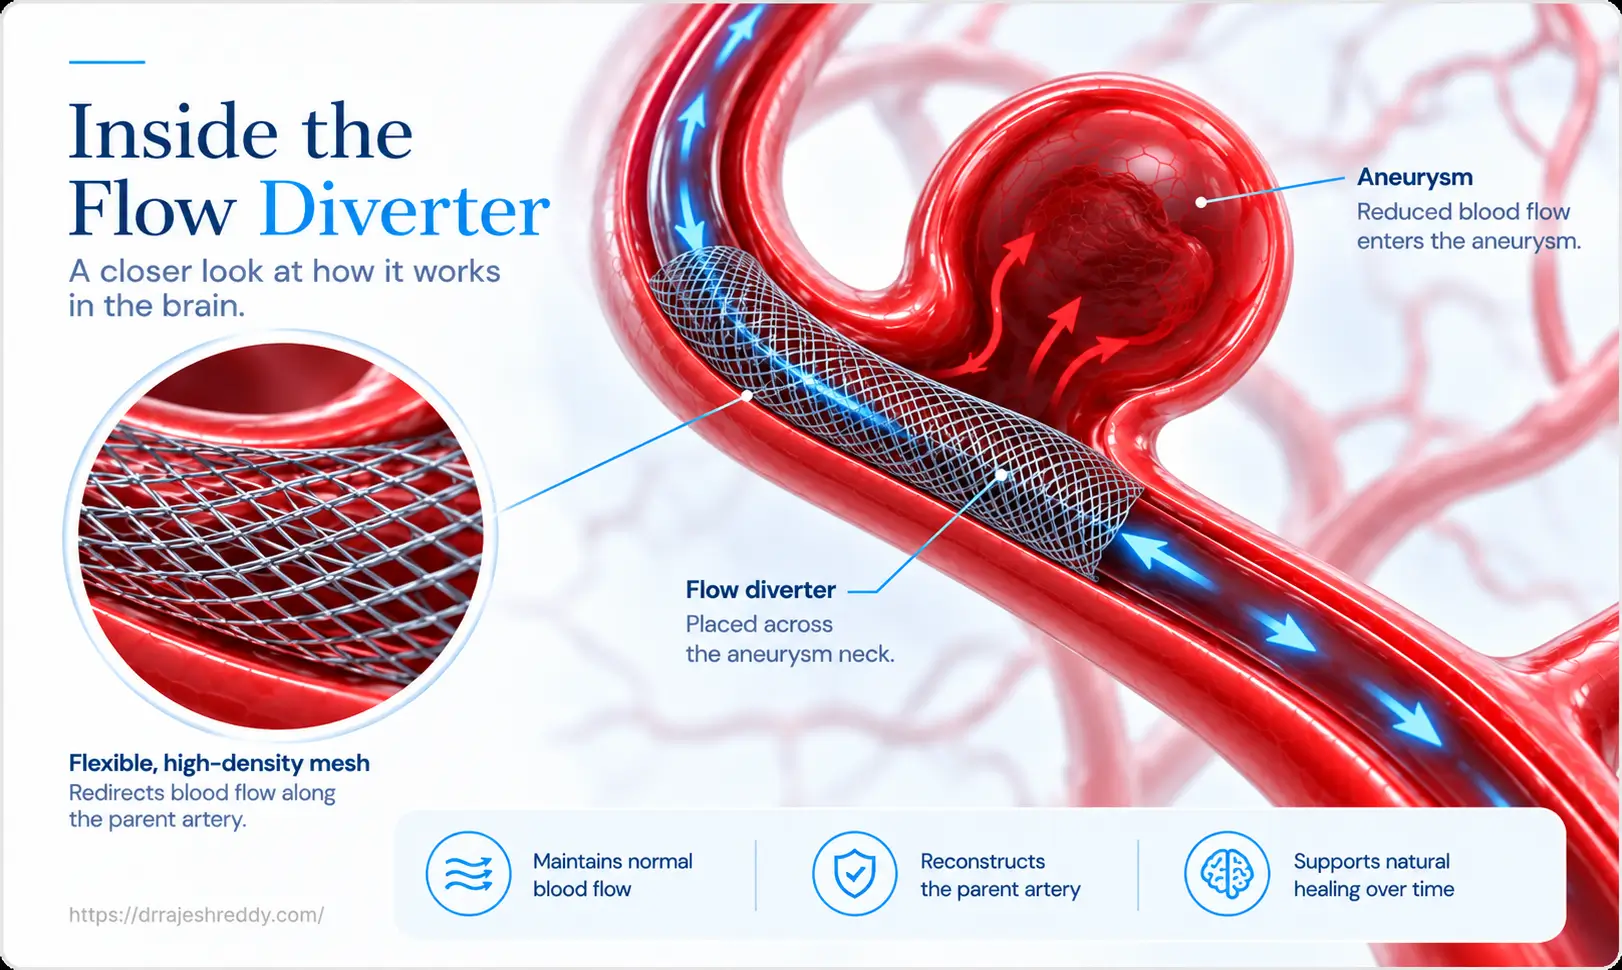 Inside the
Flow Diverter
A closer look at how it works
in the brain.
Aneurysm
Reduced blood flow
enters the aneurysm.
Flow diverter
Placed across
the aneurysm neck.
Flexible, high-density mesh
Redirects blood flow along
the parent artery.
Maintains normal
blood flow
Reconstructs
the parent artery
Supports natural
healing over time
https://drrajeshreddy.com/